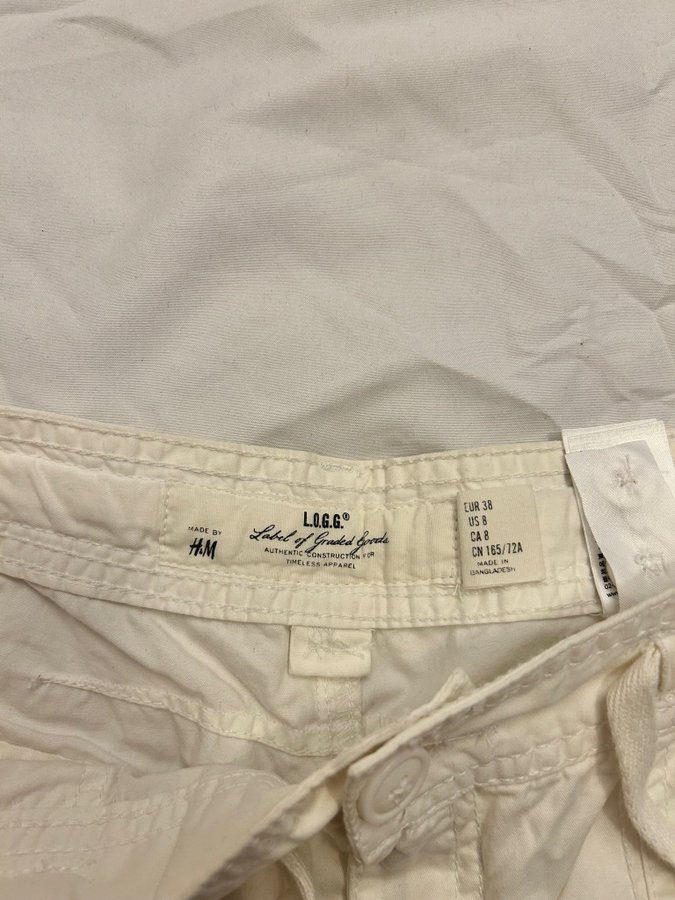 L.O.G.G.®
MADE BY
H&M
Label of Graded Goods
AUTHENTIC CONSTRUCTION FOR
TIMELESS APPAREL
EUR 38
US 8
CA 8
CN 165/72A
MADE IN
BANGLADESH